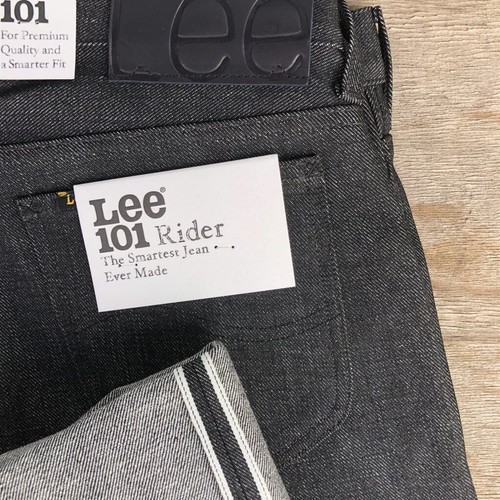 101
For Premium
Quality and
a Smarter Fit
Lee
Lee®
101 Rider
The Smartest Jean
Ever Made